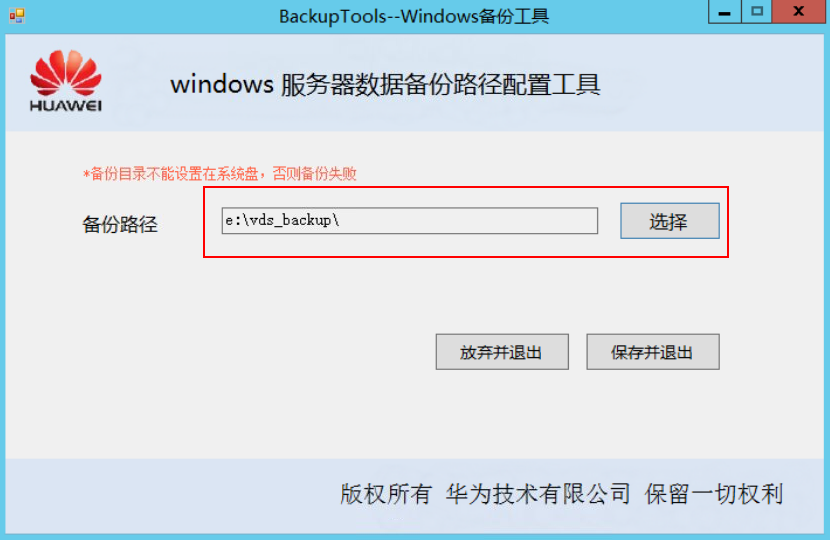 BackupTools--Windows备份工具
HUAWEI
windows 服务器数据备份路径配置工具
*备份目录不能设置在系统盘，否则备份失败
备份路径 e:\vds_backup\ 选择
放弃并退出 保存并退出
版权所有 华为技术有限公司 保留一切权利